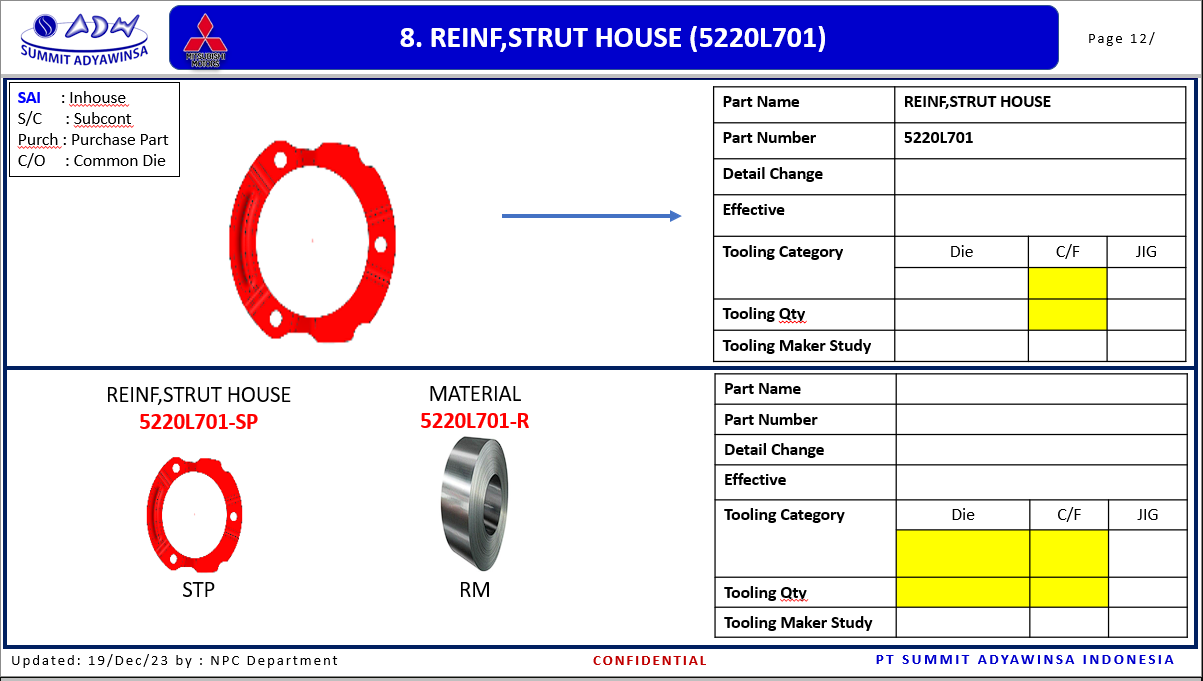 ADW
SUMMIT ADYAWINSA
MITSUBISHI
MOTORS
8. REINF,STRUT HOUSE (5220L701)
Page 12/
SAI : Inhouse
S/C : Subcont
Purch : Purchase Part
C/O : Common Die
Part Name REINF,STRUT HOUSE
Part Number 5220L701
Detail Change
Effective
Tooling Category Die C/F JIG
Tooling Qty
Tooling Maker Study
REINF,STRUT HOUSE
5220L701-SP
STP
MATERIAL
5220L701-R
RM
Part Name
Part Number
Detail Change
Effective
Tooling Category Die C/F JIG
Tooling Qty
Tooling Maker Study
Updated: 19/Dec/23 by : NPC Department
CONFIDENTIAL
PT SUMMIT ADYAWINSA INDONESIA